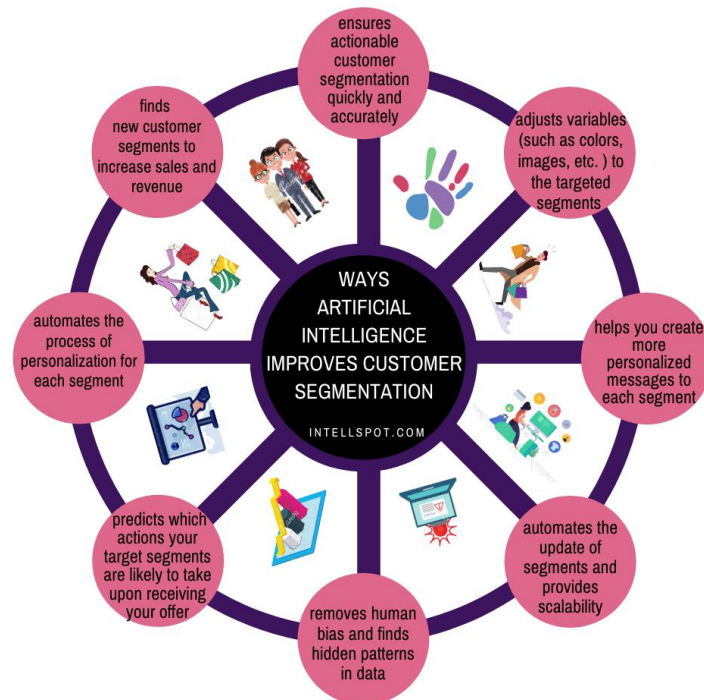 ensures
actionable
customer
segmentation
quickly and
accurately
adjusts variables
(such as colors,
images, etc. ) to
the targeted
segments
helps you create
more
personalized
messages to
each segment
automates the
update of
segments and
provides
scalability
removes human
bias and finds
hidden patterns
in data
predicts which
actions your
target segments
are likely to take
upon receiving
your offer
automates the
process of
personalization for
each segment
finds
new customer
segments to
increase sales and
revenue
WAYS
ARTIFICIAL
INTELLIGENCE
IMPROVES CUSTOMER
SEGMENTATION
INTELLSPOT.COM